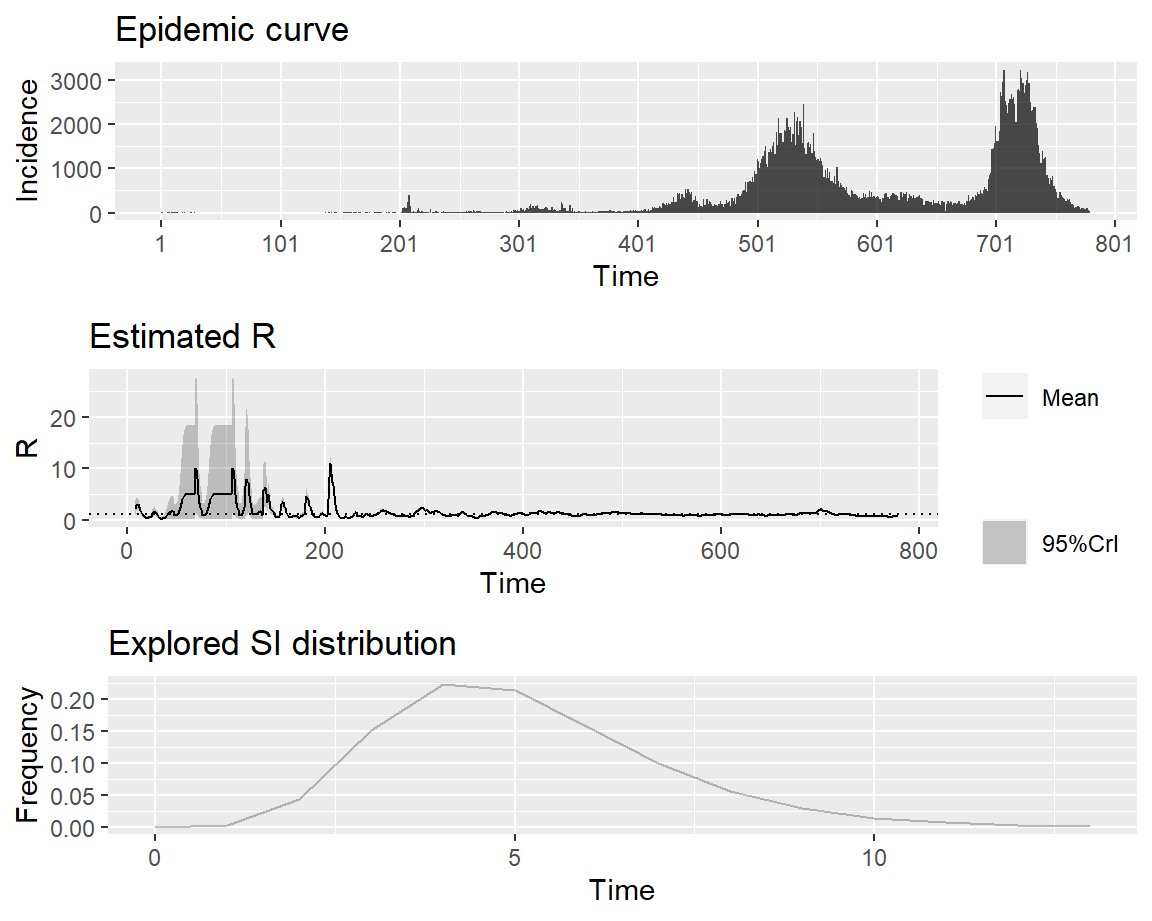 Epidemic curve
Incidence
3000
2000
1000
0
1 101 201 301 401 501 601 701 801
Time
Estimated R
R
20
10
0
0 200 400 600 800
Time
Mean
95%CrI
Explored SI distribution
Frequency
0.20
0.15
0.10
0.05
0.00
0 5 10
Time